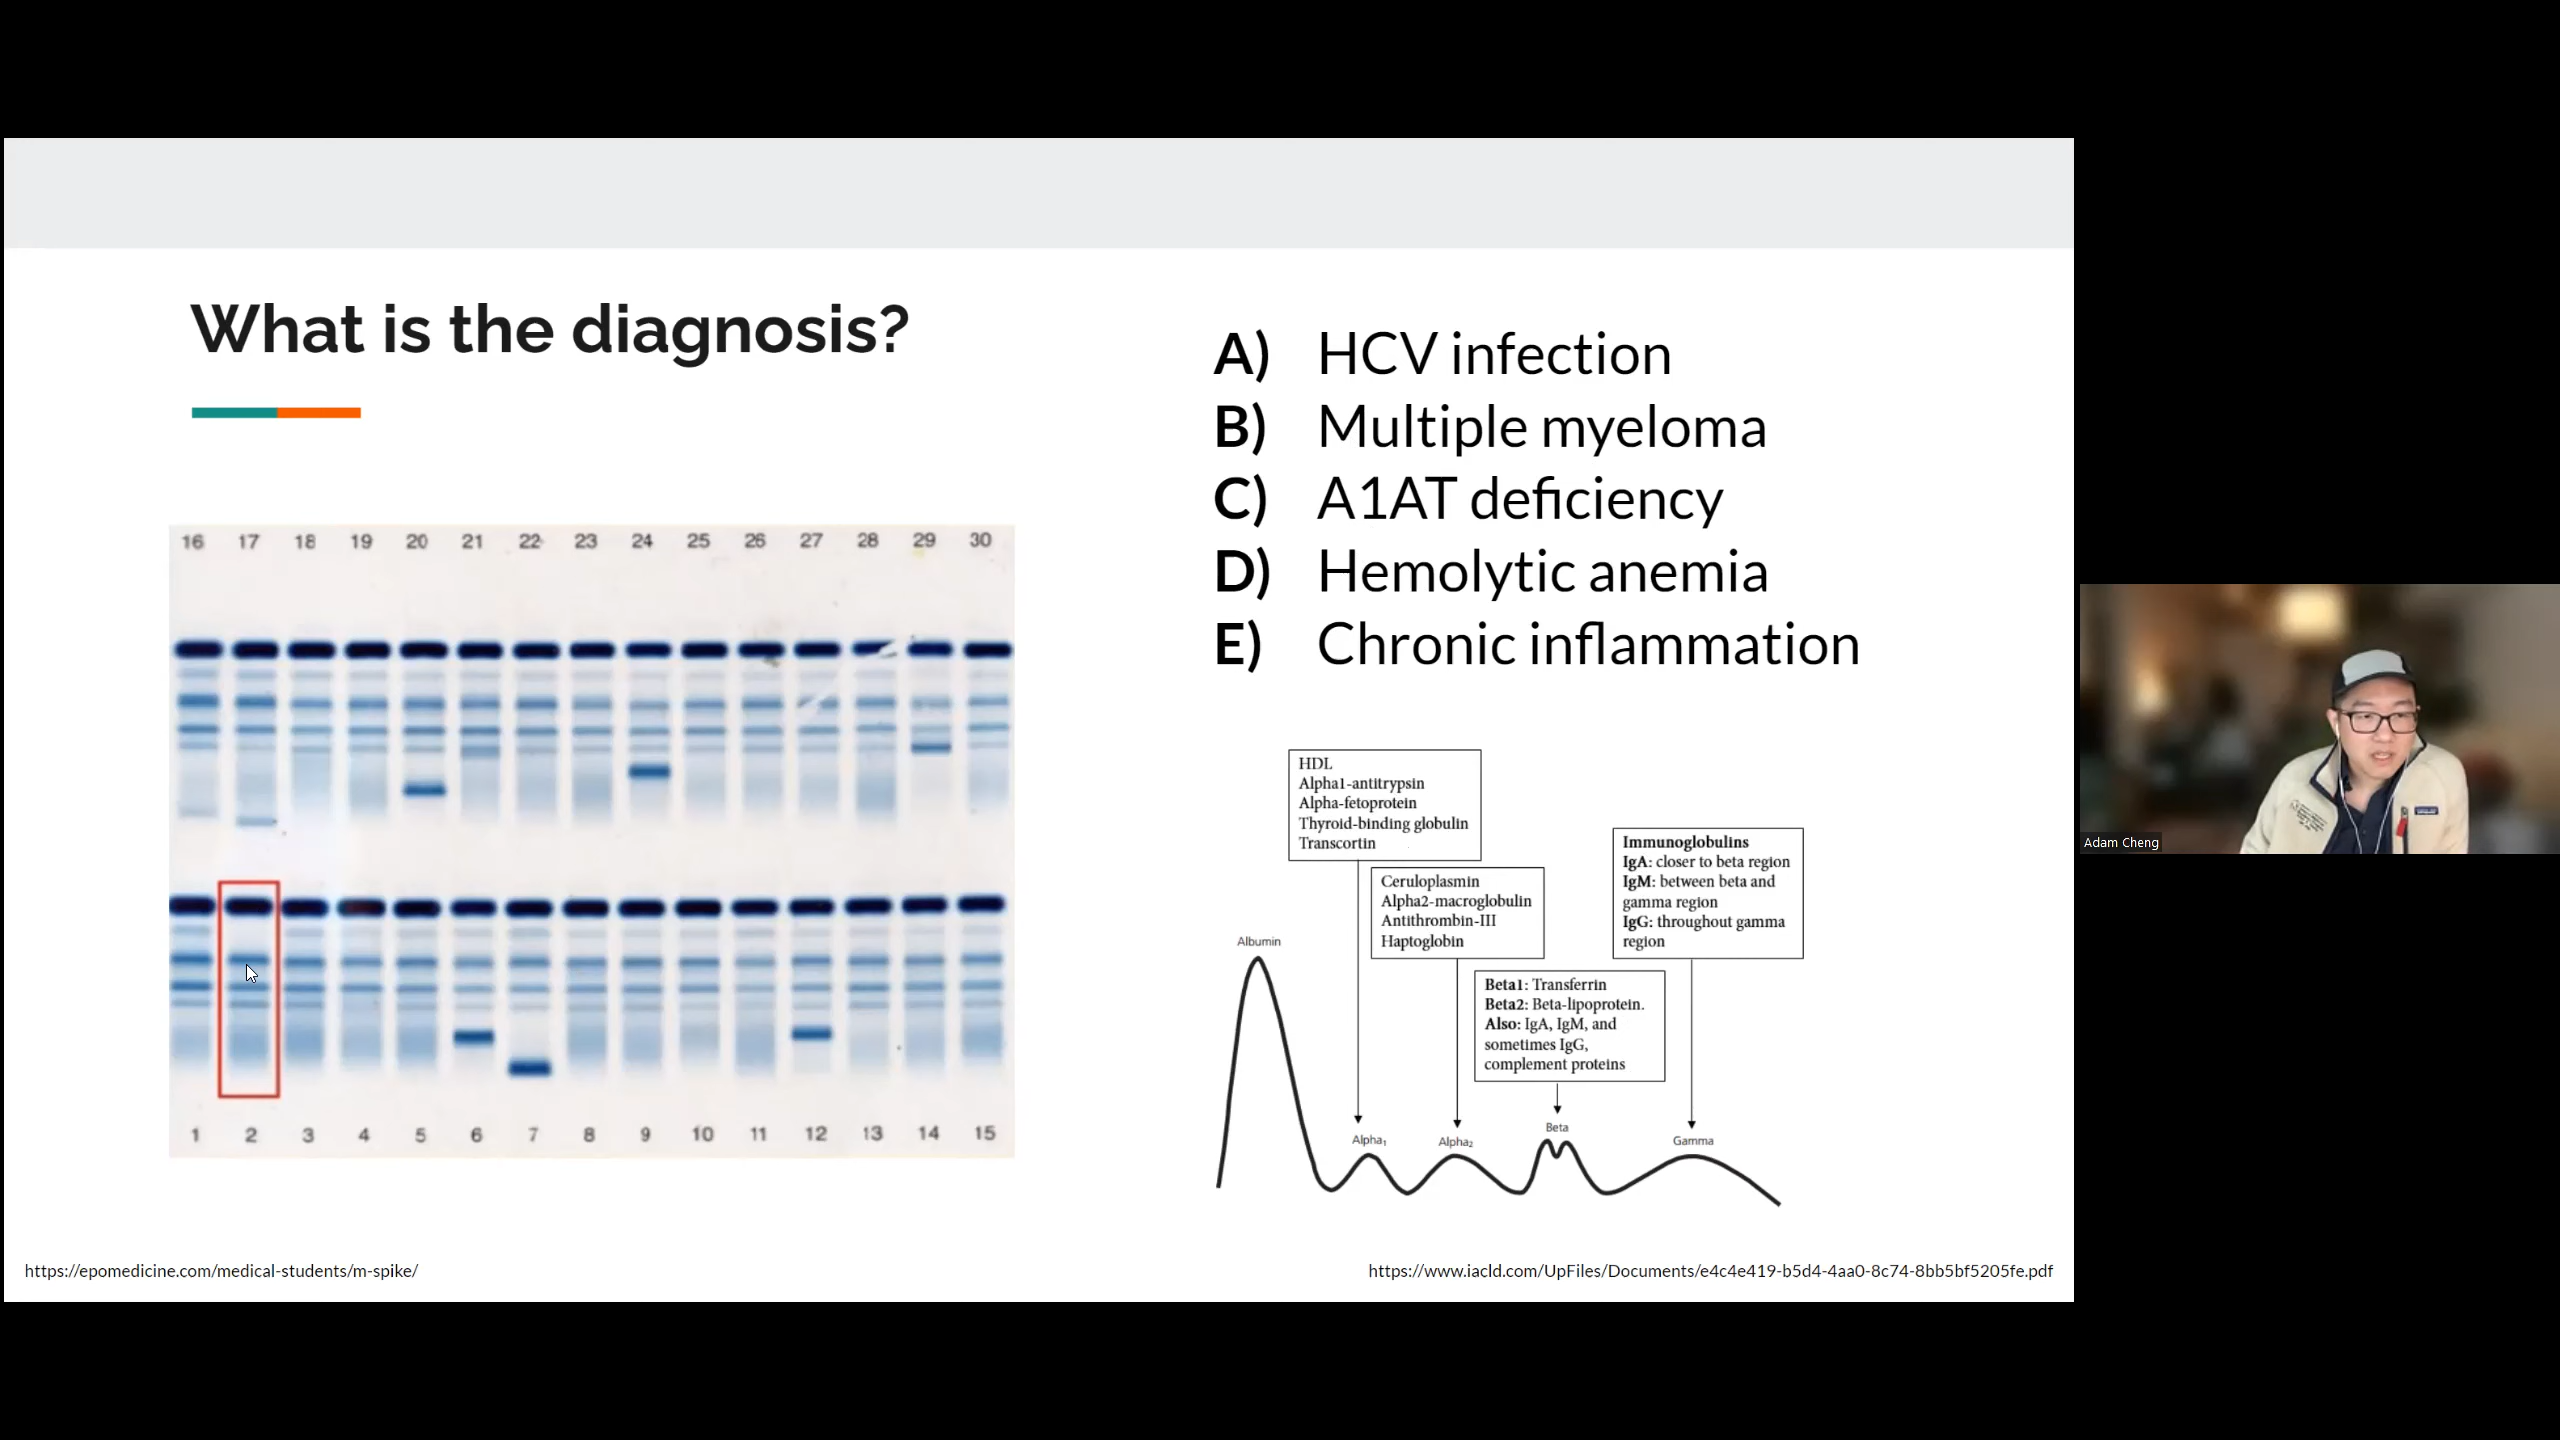 What is the diagnosis?
A) HCV infection
B) Multiple myeloma
C) A1AT deficiency
D) Hemolytic anemia
E) Chronic inflammation
16 17 18 19 20 21 22 23 24 25 26 27 28 29 30
1 2 3 4 5 6 7 8 9 10 11 12 13 14 15
HDL
Alpha1-antitrypsin
Alpha-fetoprotein
Thyroid-binding globulin
Transcortin
Ceruloplasmin
Alpha2-macroglobulin
Antithrombin-III
Haptoglobin
Beta1: Transferrin
Beta2: Beta-lipoprotein.
Also: IgA, IgM, and
sometimes IgG,
complement proteins
Immunoglobulins
IgA: closer to beta region
IgM: between beta and
gamma region
IgG: throughout gamma
region
Albumin
Alpha₁
Alpha₂
Beta
Gamma
https://epomedicine.com/medical-students/m-spike/
https://www.iacld.com/UpFiles/Documents/e4c4e419-b5d4-4aa0-8c74-8bb5bf5205fe.pdf
Adam Cheng